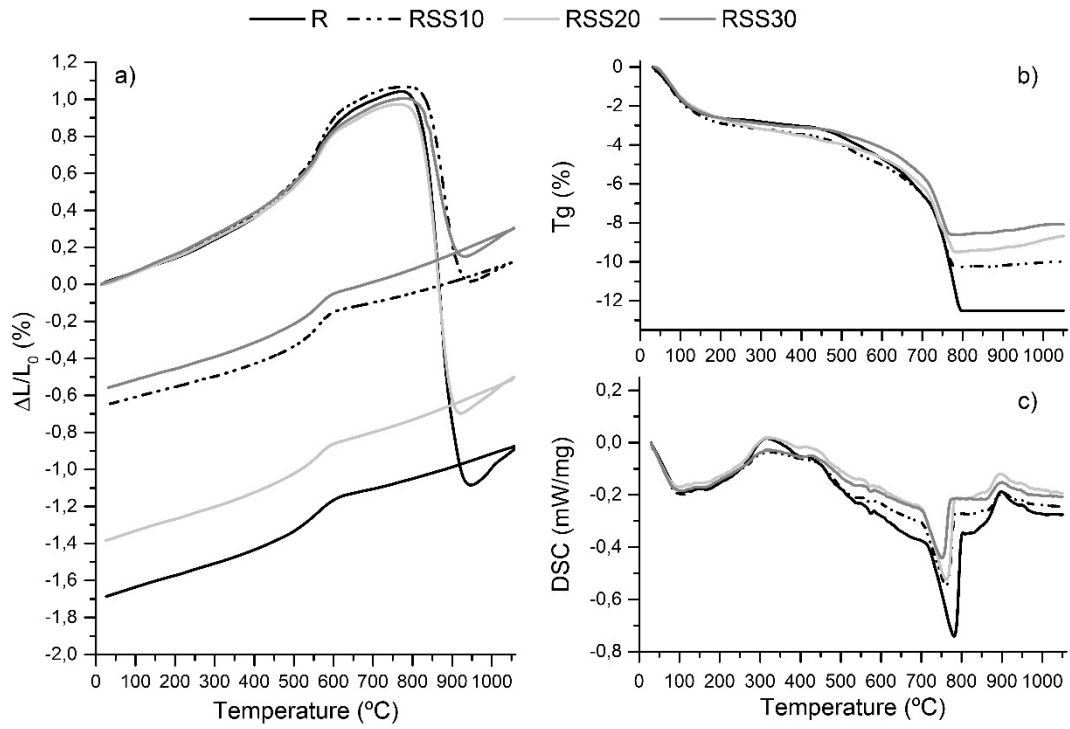 R RSS10 RSS20 RSS30
a)
1,2
1,0
0,8
0,6
0,4
0,2
0,0
-0,2
-0,4
-0,6
-0,8
-1,0
-1,2
-1,4
-1,6
-1,8
-2,0
ΔL/L₀ (%)
0 100 200 300 400 500 600 700 800 900 1000
Temperature (ºC)
b)
0
-2
-4
-6
-8
-10
-12
Tg (%)
0 100 200 300 400 500 600 700 800 900 1000
c)
0,2
0,0
-0,2
-0,4
-0,6
-0,8
DSC (mW/mg)
0 100 200 300 400 500 600 700 800 900 1000
Temperature (ºC)